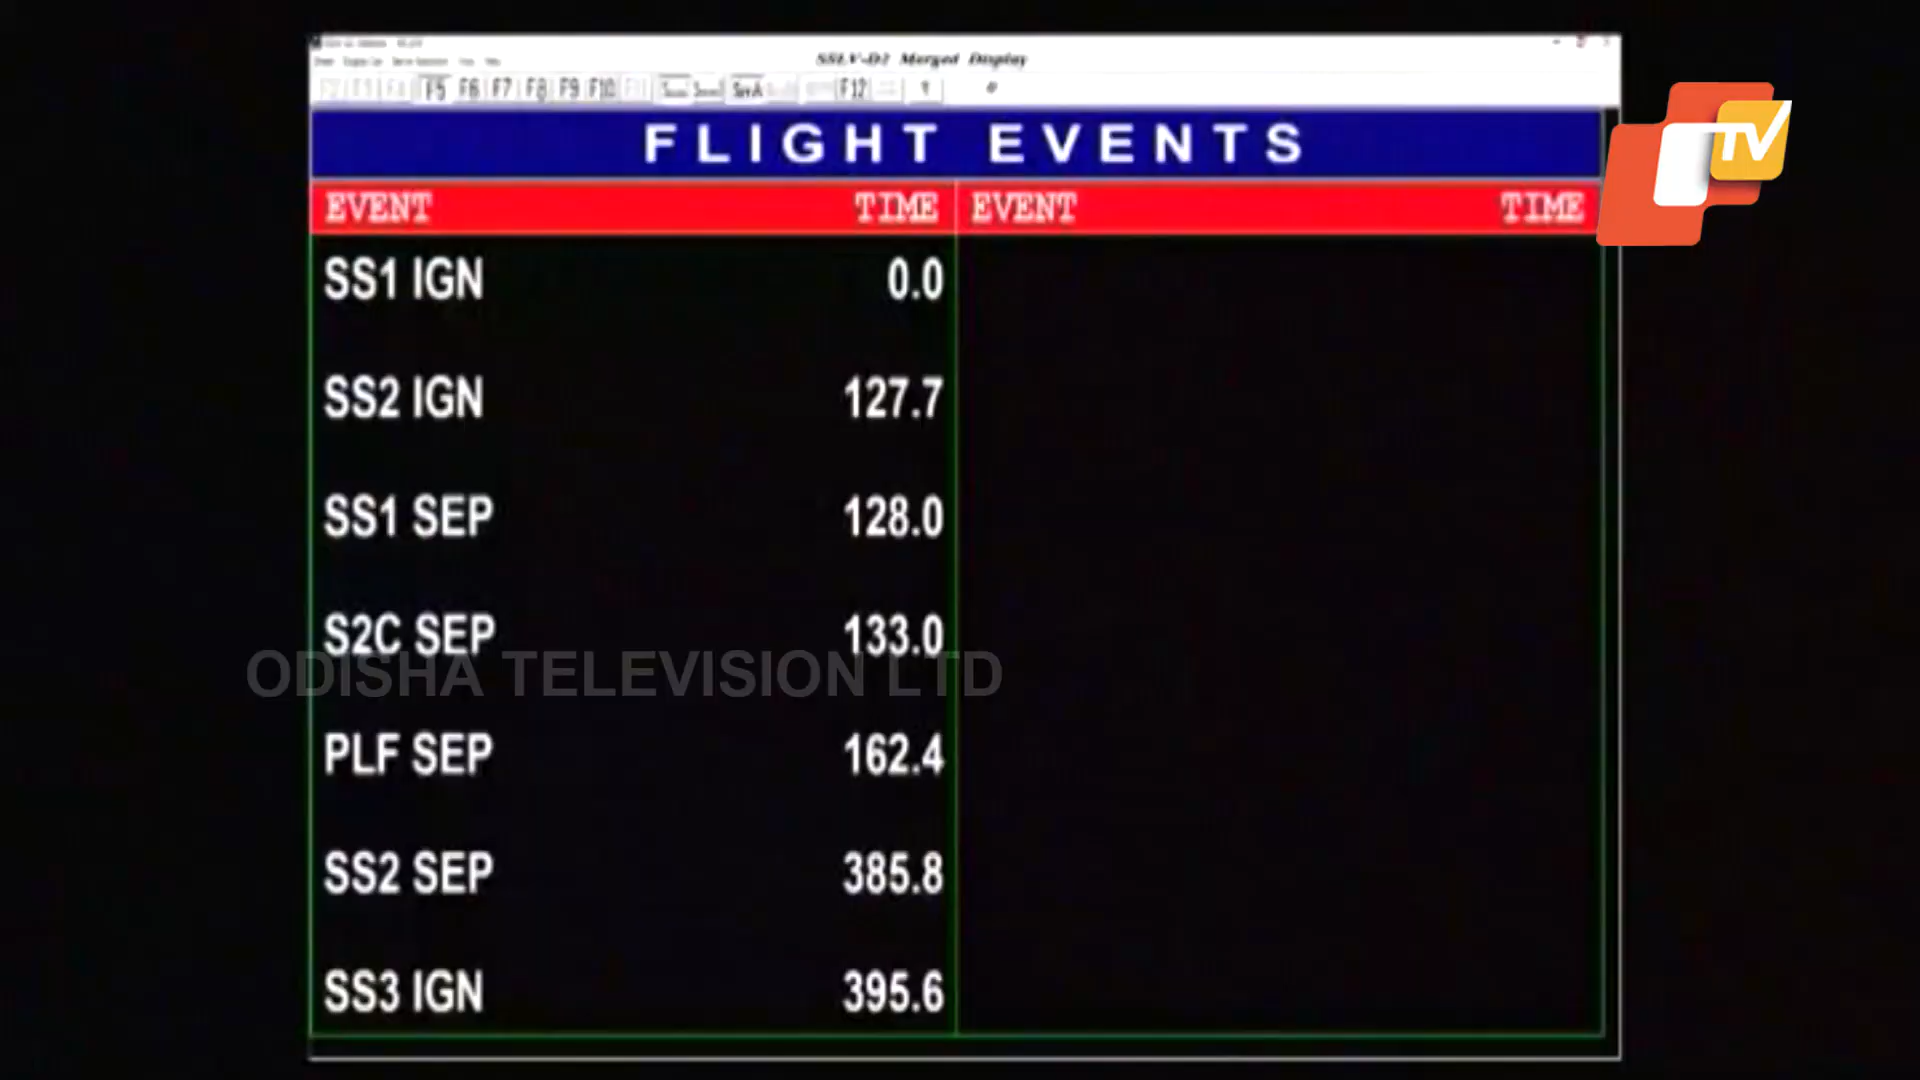 SSLV-D2 Merged Display
F5 F6 F7 F8 F9 F10 F12
FLIGHT EVENTS
EVENT TIME EVENT TIME
SS1 IGN 0.0
SS2 IGN 127.7
SS1 SEP 128.0
S2C SEP 133.0
PLF SEP 162.4
SS2 SEP 385.8
SS3 IGN 395.6
ODISHA TELEVISION LTD
TV